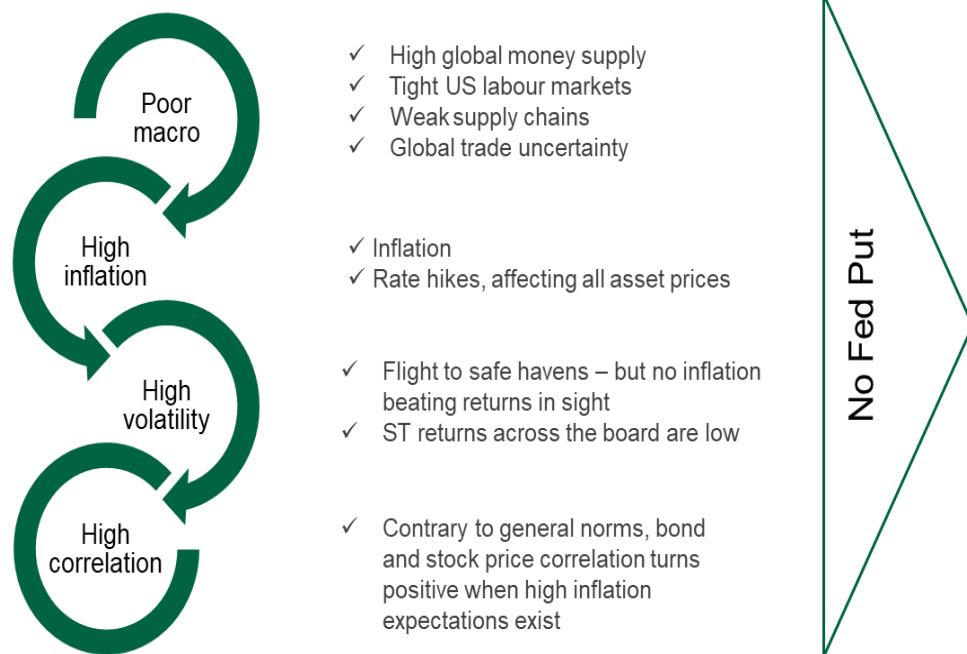 Poor
macro
✓ High global money supply
✓ Tight US labour markets
✓ Weak supply chains
✓ Global trade uncertainty
High
inflation
✓ Inflation
✓ Rate hikes, affecting all asset prices
High
volatility
✓ Flight to safe havens – but no inflation
beating returns in sight
✓ ST returns across the board are low
High
correlation
✓ Contrary to general norms, bond
and stock price correlation turns
positive when high inflation
expectations exist
No Fed Put